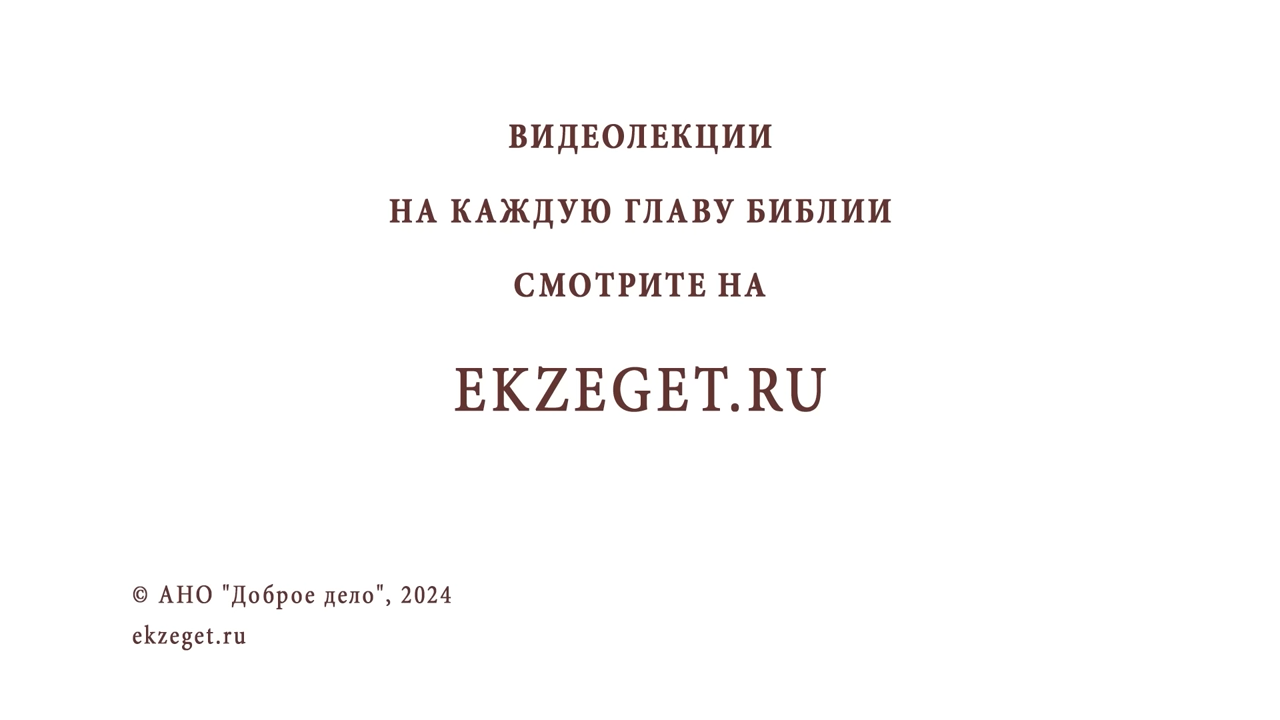 ВИДЕОЛЕКЦИИ
НА КАЖДУЮ ГЛАВУ БИБЛИИ
СМОТРИТЕ НА
EKZEGET.RU
© АНО "Доброе дело", 2024
ekzeget.ru